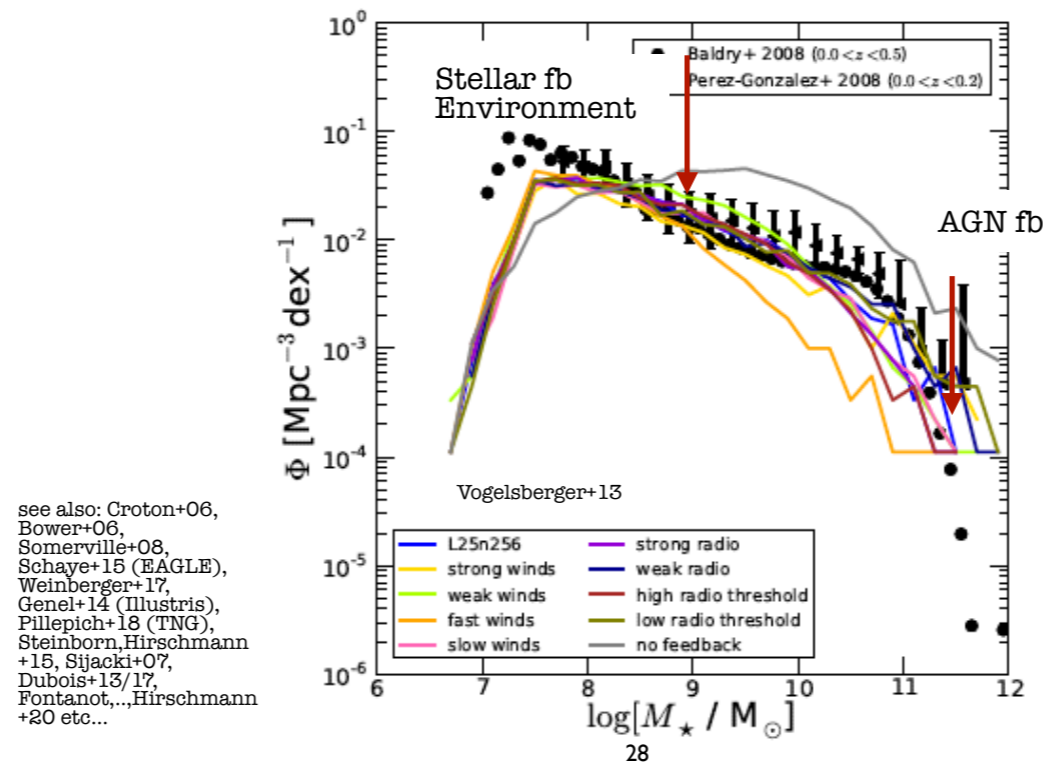 10⁰
10⁻¹
10⁻²
10⁻³
10⁻⁴
10⁻⁵
10⁻⁶
Φ [Mpc⁻³ dex⁻¹]
Baldry+ 2008 (0.0<z<0.5)
Perez-Gonzalez+ 2008 (0.0<z<0.2)
Stellar fb
Environment
AGN fb
Vogelsberger+13
see also: Croton+06,
Bower+06,
Somerville+08,
Schaye+15 (EAGLE),
Weinberger+17,
Genel+14 (Illustris),
Pillepich+18 (TNG),
Steinborn,Hirschmann
+15, Sijacki+07,
Dubois+13/17,
Fontanot,..,Hirschmann
+20 etc...
L25n256
strong winds
weak winds
fast winds
slow winds
strong radio
weak radio
high radio threshold
low radio threshold
no feedback
6 7 8 9 10 11 12
log[M★ / M☉]
28